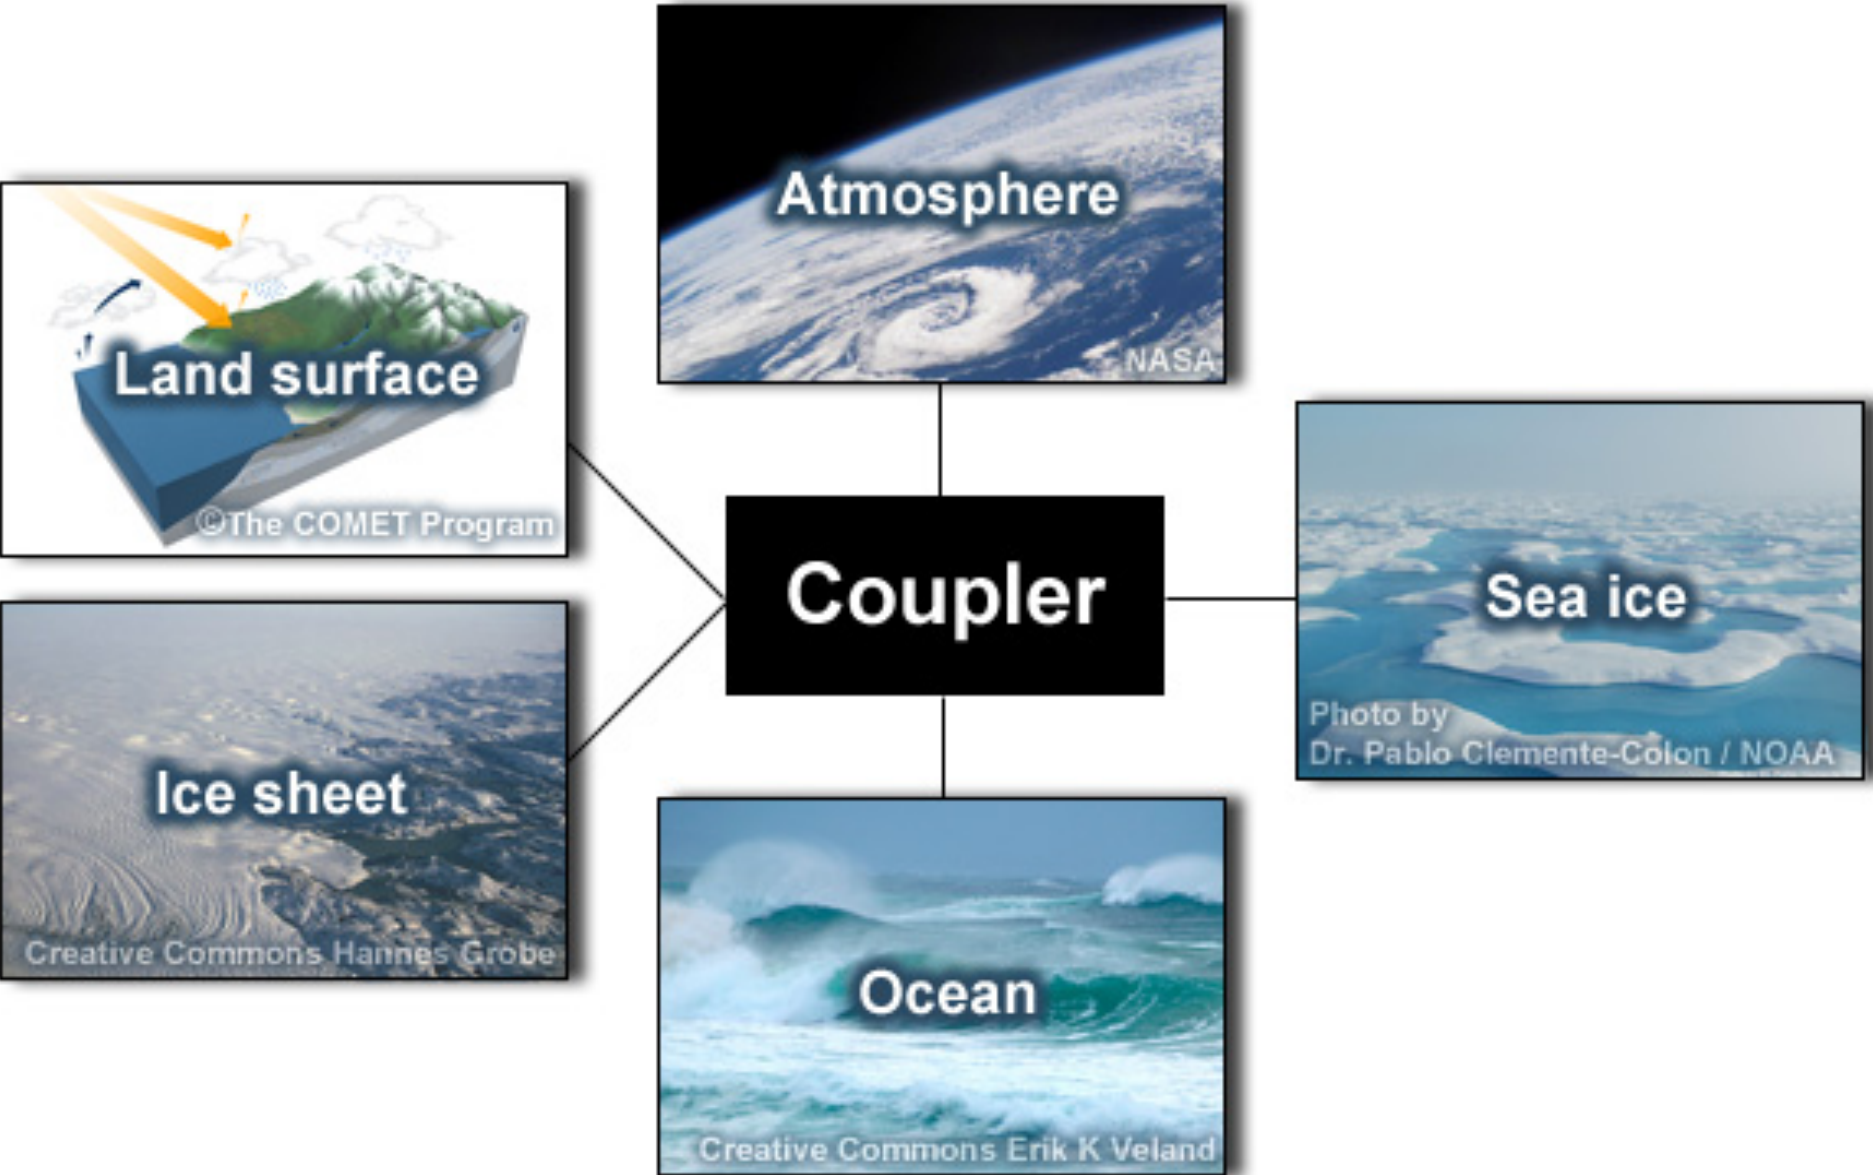 Atmosphere
NASA
Land surface
©The COMET Program
Coupler
Sea ice
Photo by
Dr. Pablo Clemente-Colon / NOAA
Ice sheet
Creative Commons Hannes Grobe
Ocean
Creative Commons Erik K Veland